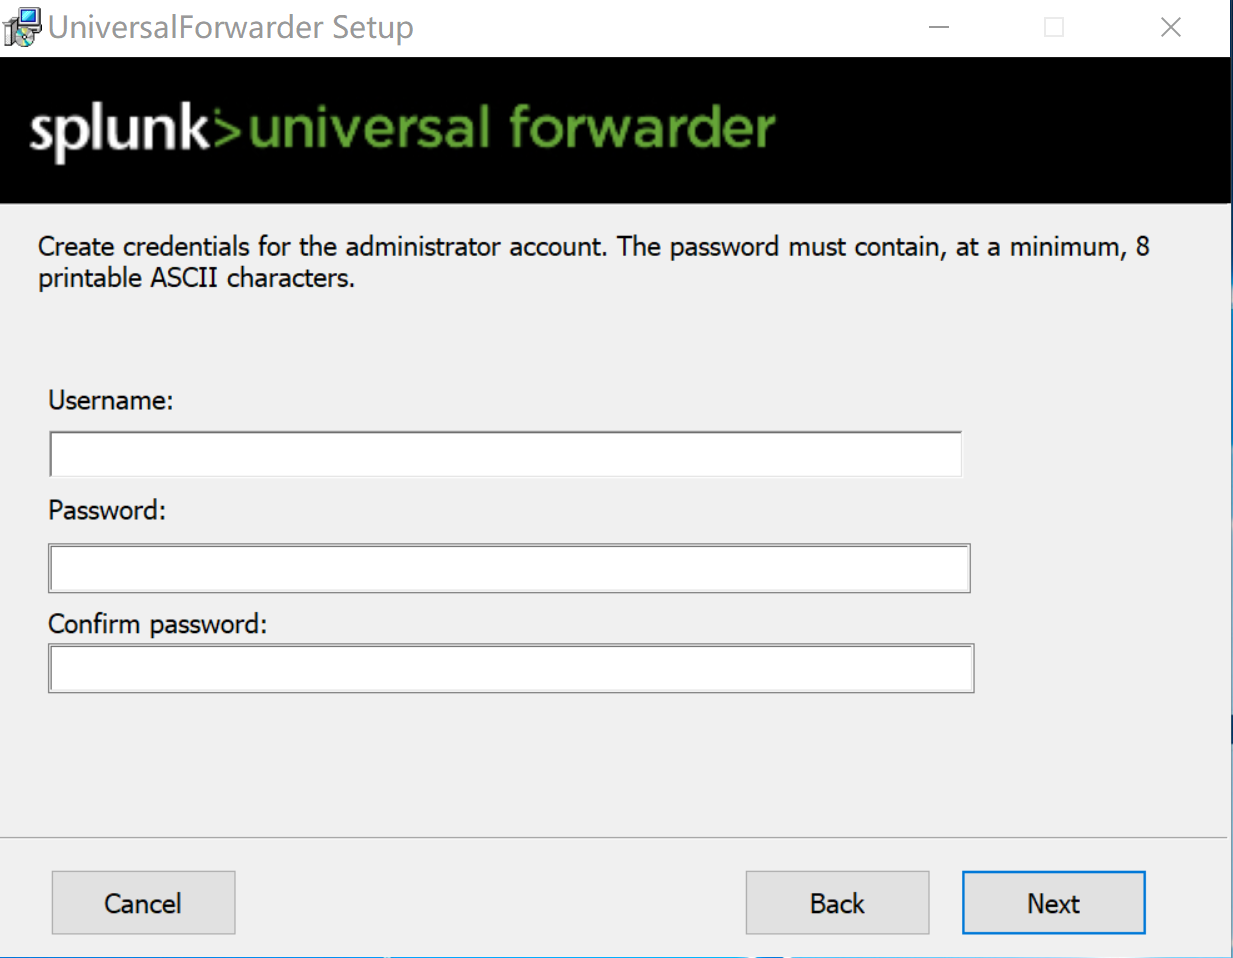 UniversalForwarder Setup
splunk>universal forwarder
Create credentials for the administrator account. The password must contain, at a minimum, 8
printable ASCII characters.
Username:
Password:
Confirm password:
Cancel
Back
Next